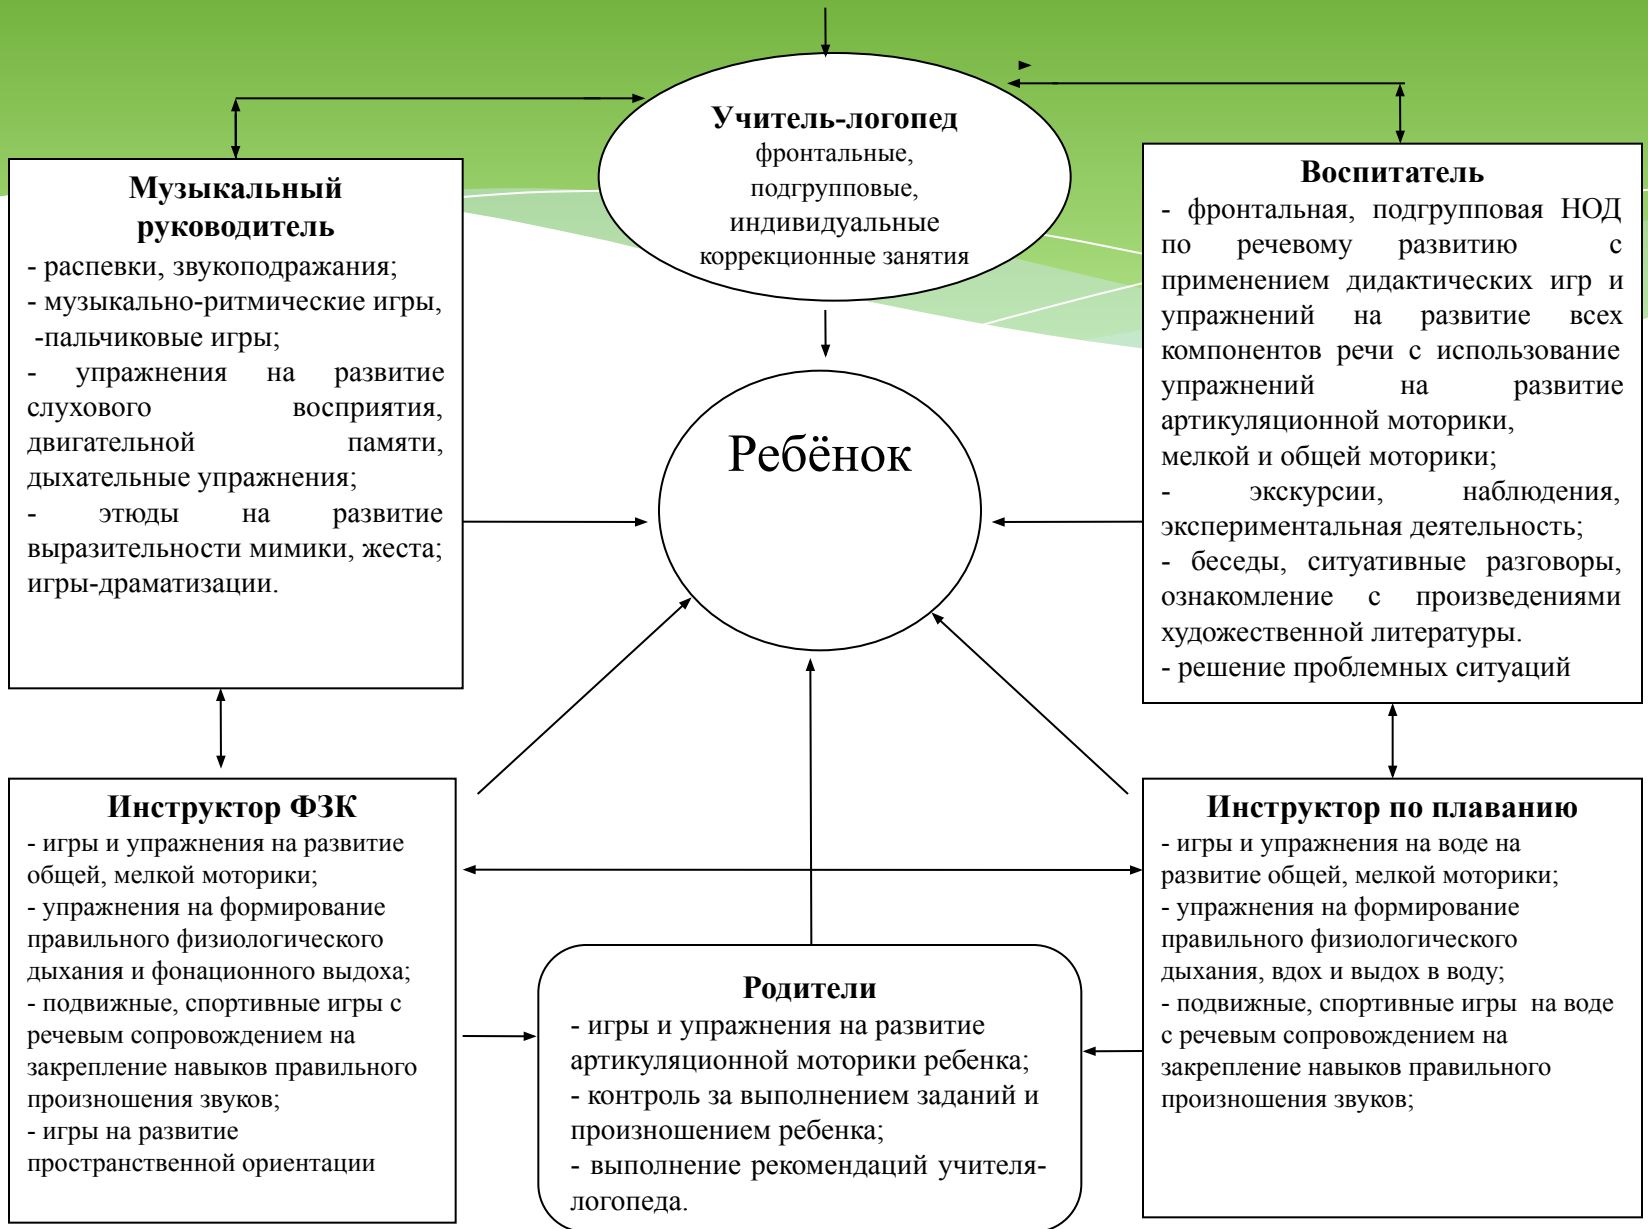 Учитель-логопед
фронтальные,
подгрупповые,
индивидуальные
коррекционные занятия
Музыкальный
руководитель
- распевки, звукоподражания;
- музыкально-ритмические игры,
-пальчиковые игры;
- упражнения на развитие
слухового восприятия,
двигательной памяти,
дыхательные упражнения;
- этюды на развитие
выразительности мимики, жеста;
игры-драматизации.
Воспитатель
- фронтальная, подгрупповая НОД
по речевому развитию с
применением дидактических игр и
упражнений на развитие всех
компонентов речи с использование
упражнений на развитие
артикуляционной моторики,
мелкой и общей моторики;
- экскурсии, наблюдения,
экспериментальная деятельность;
- беседы, ситуативные разговоры,
ознакомление с произведениями
художественной литературы.
- решение проблемных ситуаций
Ребёнок
Инструктор ФЗК
- игры и упражнения на развитие
общей, мелкой моторики;
- упражнения на формирование
правильного физиологического
дыхания и фонационного выдоха;
- подвижные, спортивные игры с
речевым сопровождением на
закрепление навыков правильного
произношения звуков;
- игры на развитие
пространственной ориентации
Родители
- игры и упражнения на развитие
артикуляционной моторики ребенка;
- контроль за выполнением заданий и
произношением ребенка;
- выполнение рекомендаций учителя-
логопеда.
Инструктор по плаванию
- игры и упражнения на воде на
развитие общей, мелкой моторики;
- упражнения на формирование
правильного физиологического
дыхания, вдох и выдох в воду;
- подвижные, спортивные игры на воде
с речевым сопровождением на
закрепление навыков правильного
произношения звуков;